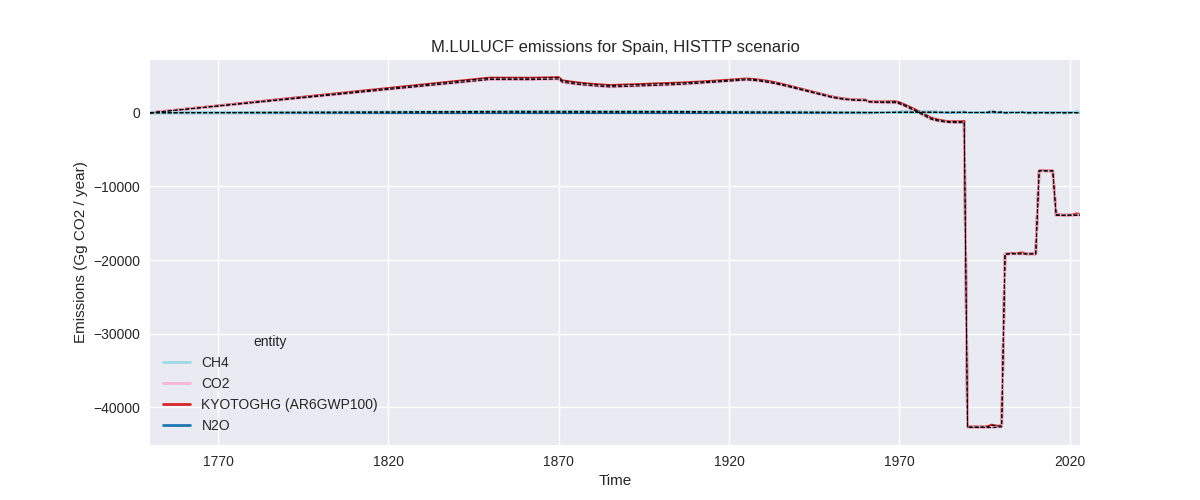 M.LULUCF emissions for Spain, HISTTP scenario
Emissions (Gg CO2 / year)
0
−10000
−20000
−30000
−40000
entity
CH4
CO2
KYOTOGHG (AR6GWP100)
N2O
1770 1820 1870 1920 1970 2020
Time